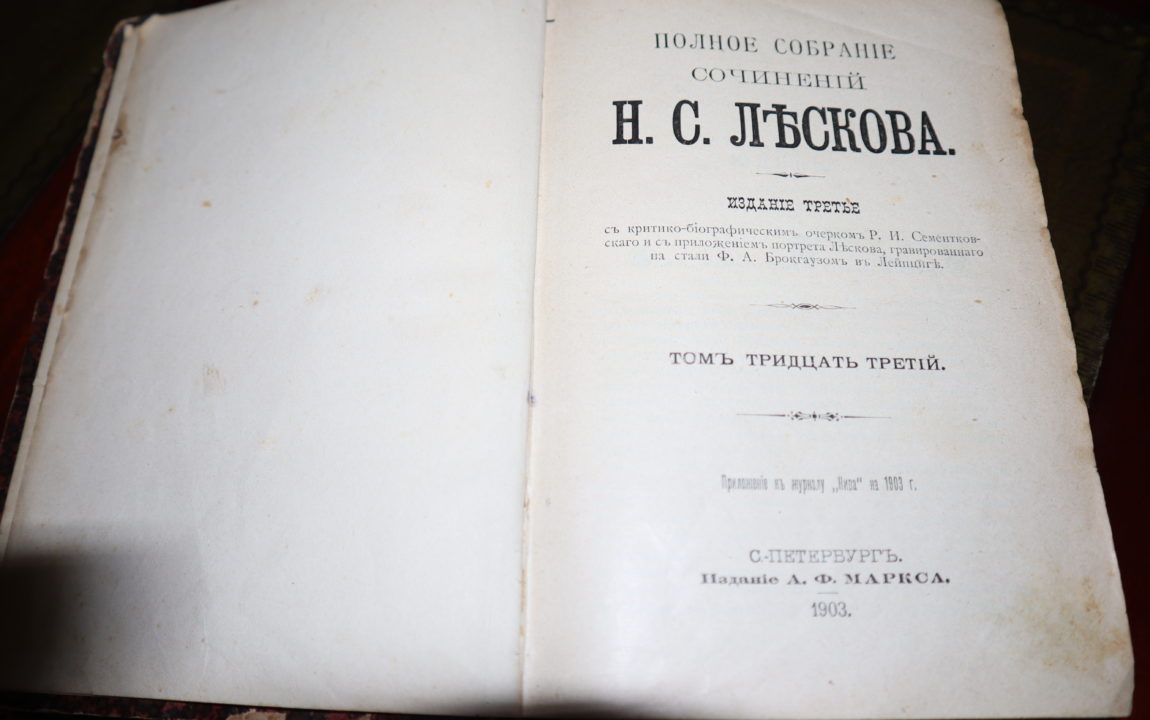 ПОЛНОЕ СОБРАНІЕ
СОЧИНЕНІЙ
Н. С. ЛѢСКОВА.
ИЗДАНІЕ ТРЕТЬЕ
съ критико-біографическимъ очеркомъ Р. И. Сементков-
скаго и съ приложеніемъ портрета Лѣскова, гравированнаго
на стали Ф. А. Брокгаузомъ въ Лейпцигѣ.
ТОМЪ ТРИДЦАТЬ ТРЕТІЙ.
Приложеніе къ журналу „Нива“ на 1903 г.
С.-ПЕТЕРБУРГЪ.
Изданіе А. Ф. МАРКСА.
1903.